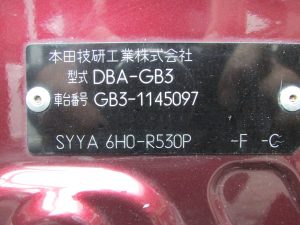 本田技研工業株式会社
型式 DBA-GB3
車台番号 GB3-1145097
SYYA 6H0-R530P -F -C